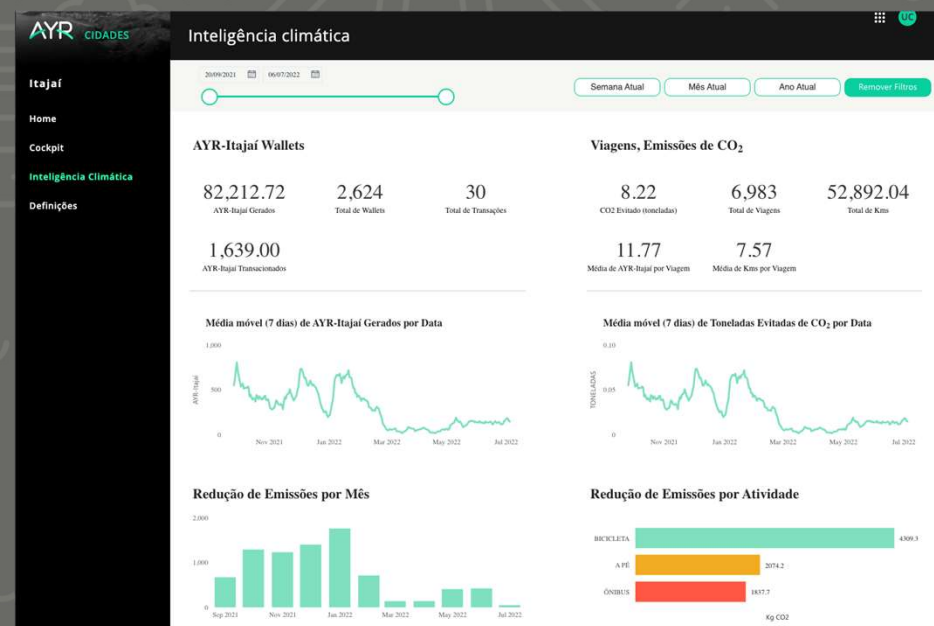 AYR CIDADES
Inteligência climática
UC
Itajaí
Home
Cockpit
Inteligência Climática
Definições
20/09/2021 06/07/2022
Semana Atual Mês Atual Ano Atual Remover Filtros
AYR-Itajaí Wallets
82,212.72 2,624 30
AYR-Itajaí Gerados Total de Wallets Total de Transações
1,639.00
AYR-Itajaí Transacionados
Viagens, Emissões de CO₂
8.22 6,983 52,892.04
CO2 Evitado (toneladas) Total de Viagens Total de Kms
11.77 7.57
Média de AYR-Itajaí por Viagem Média de Kms por Viagem
Média móvel (7 dias) de AYR-Itajaí Gerados por Data
1,000
AYR-Itajaí
500
0
Nov 2021 Jan 2022 Mar 2022 May 2022 Jul 2022
Média móvel (7 dias) de Toneladas Evitadas de CO₂ por Data
0.10
TONELADAS
0.05
0
Nov 2021 Jan 2022 Mar 2022 May 2022 Jul 2022
Redução de Emissões por Mês
2,000
1,000
0
Sep 2021 Nov 2021 Jan 2022 Mar 2022 May 2022 Jul 2022
Redução de Emissões por Atividade
BICICLETA 4309.3
A PÉ 2074.2
ÔNIBUS 1837.7
Kg CO2